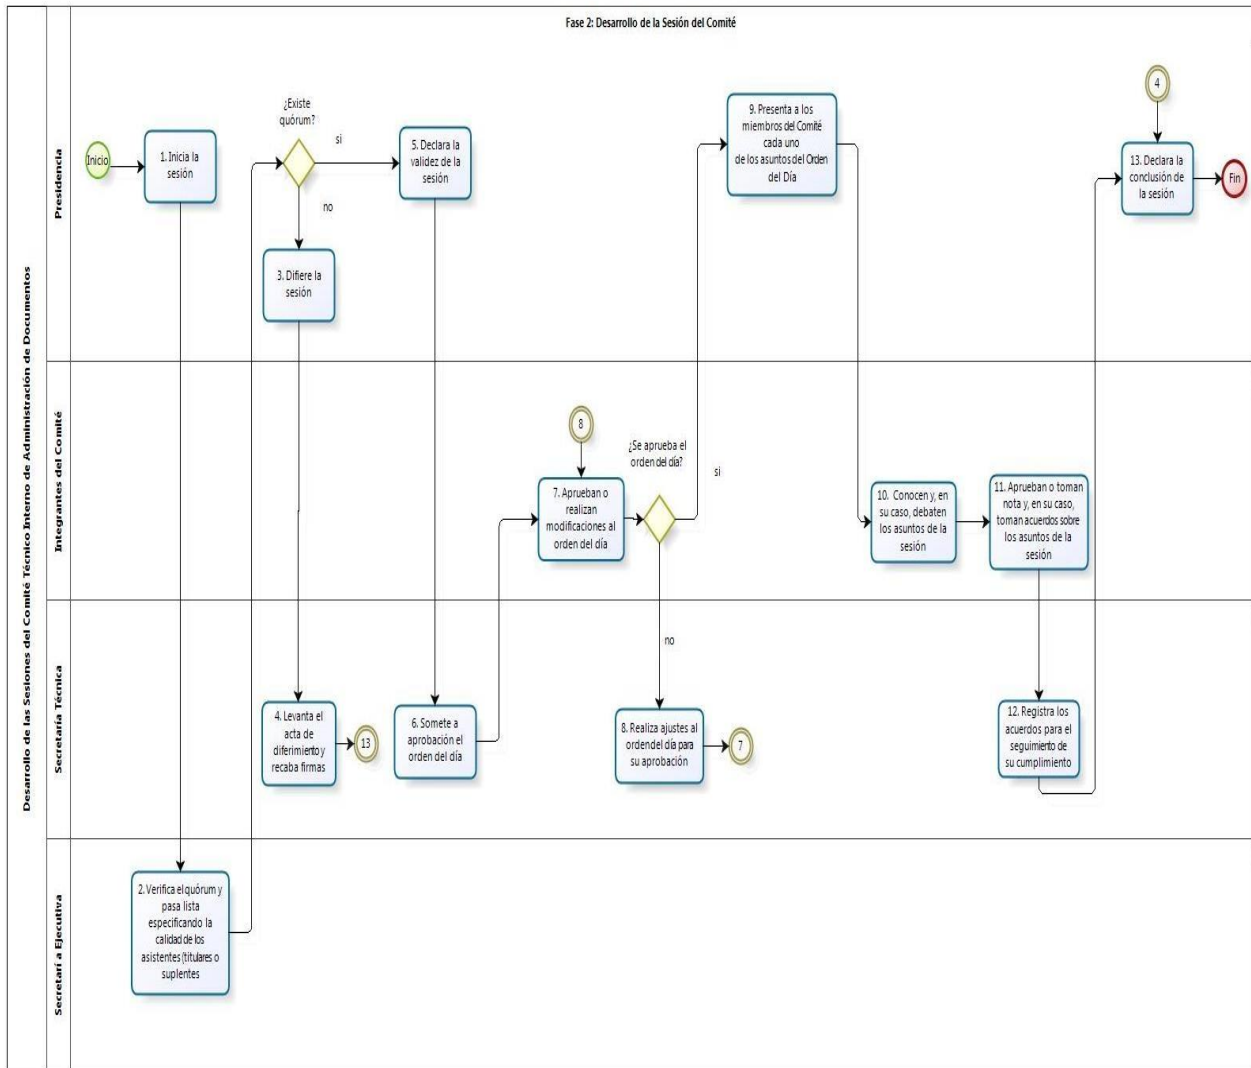 Fase 2: Desarrollo de la Sesión del Comité
Desarrollo de las Sesiones del Comité Técnico Interno de Administración de Documentos
Presidencia
Inicio
1. Inicia la
sesión
¿Existe
quórum?
si
no
3. Difiere la
sesión
5. Declara la
validez de la
sesión
9. Presenta a los
miembros del Comité
cada uno
de los asuntos del Orden
del Día
4
13. Declara la
conclusión de
la sesión
Fin
Integrantes del Comité
8
7. Aprueban o
realizan
modificaciones al
orden del día
¿Se aprueba el
orden del día?
si
no
10. Conocen y, en
su caso, debaten
los asuntos de la
sesión
11. Aprueban o toman
nota y, en su caso,
toman acuerdos sobre
los asuntos de la
sesión
Secretaría Técnica
4. Levanta el
acta de
diferimiento y
recaba firmas
13
6. Somete a
aprobación el
orden del día
8. Realiza ajustes al
orden del día para
su aprobación
7
12. Registra los
acuerdos para el
seguimiento de
su cumplimiento
Secretarí a Ejecutiva
2. Verifica el quórum y
pasa lista
especificando la
calidad de los
asistentes (titulares o
suplentes